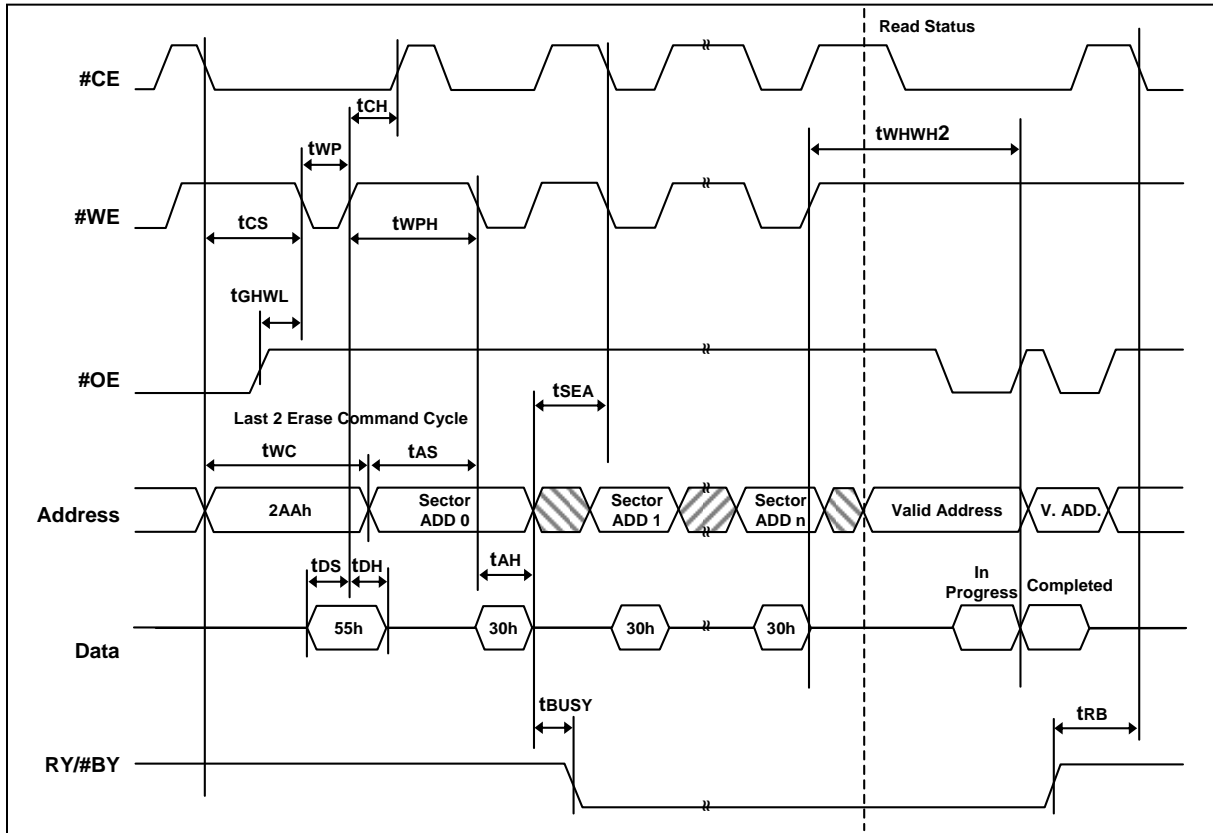 Read Status
#CE
tCH
tWP
tWHWH2
#WE
tCS
tWPH
tGHWL
#OE
tSEA
Last 2 Erase Command Cycle
tWC
tAS
Address
2AAh
Sector
ADD 0
Sector
ADD 1
Sector
ADD n
Valid Address
V. ADD.
tDS
tDH
tAH
In
Progress
Completed
Data
55h
30h
30h
30h
tBUSY
tRB
RY/#BY